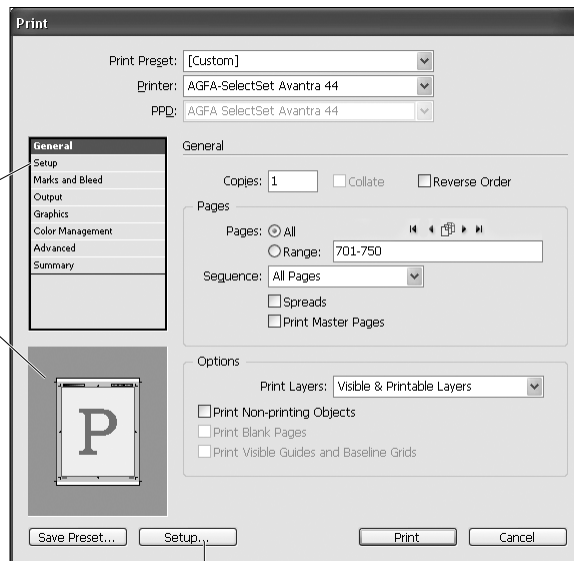 Print
Print Preset: [Custom]
Printer: AGFA-SelectSet Avantra 44
PPD: AGFA SelectSet Avantra 44
General
Setup
Marks and Bleed
Output
Graphics
Color Management
Advanced
Summary
General
Copies: 1 Collate Reverse Order
Pages
Pages: All
Range: 701-750
Sequence: All Pages
Spreads
Print Master Pages
Options
Print Layers: Visible & Printable Layers
Print Non-printing Objects
Print Blank Pages
Print Visible Guides and Baseline Grids
P
Save Preset... Setup... Print Cancel